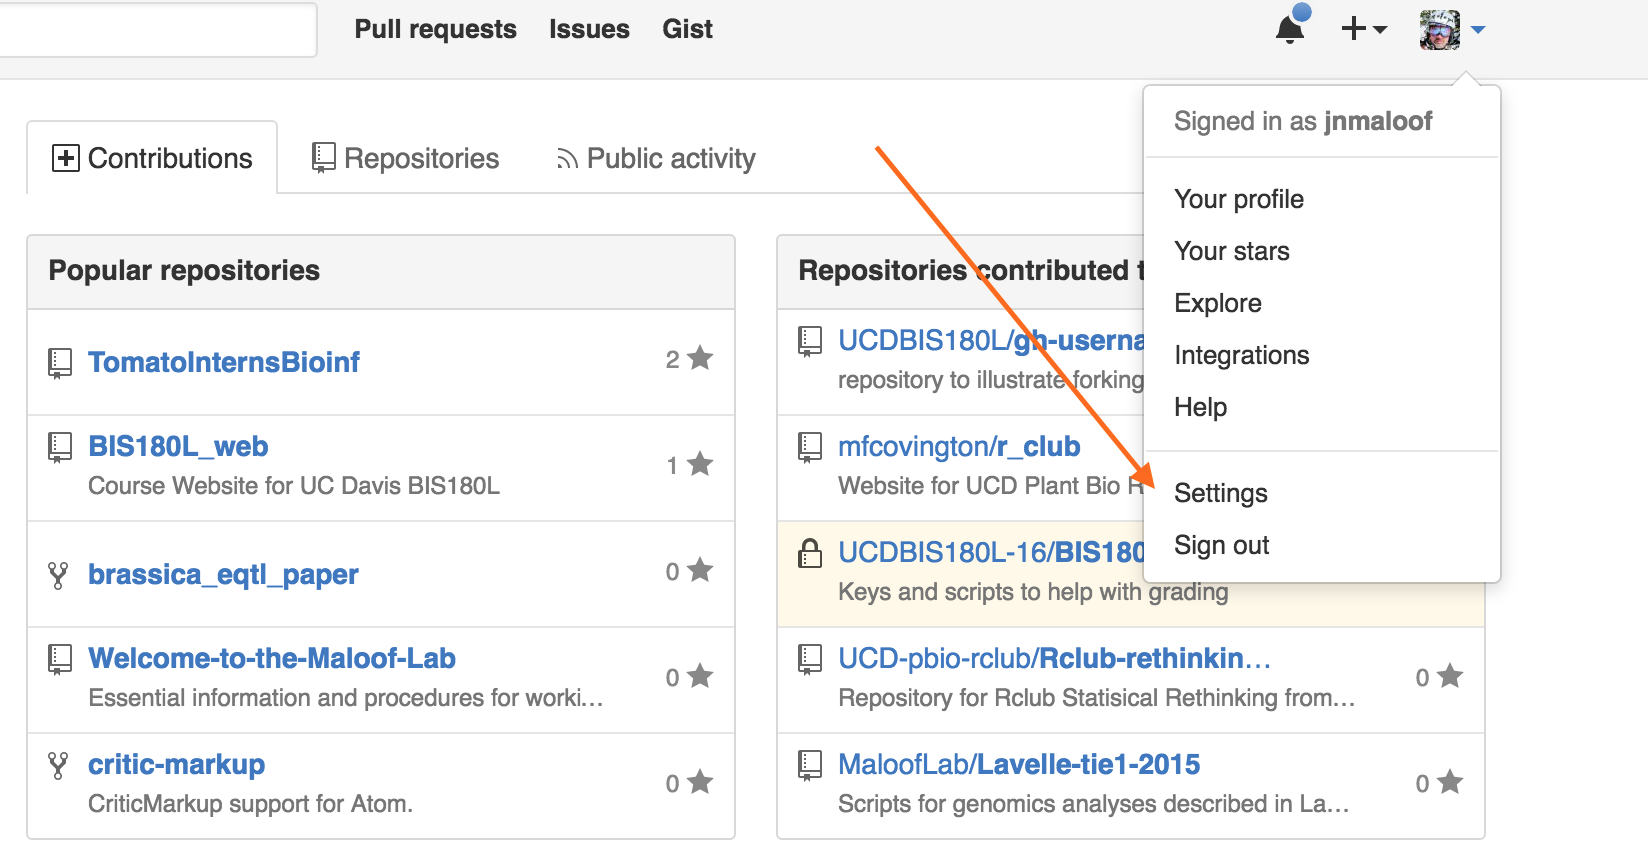 Pull requests Issues Gist
Signed in as jnmaloof
Your profile
Your stars
Explore
Integrations
Help
Settings
Sign out
Contributions Repositories Public activity
Popular repositories
TomatoInternsBioinf 2
BIS180L_web 1
Course Website for UC Davis BIS180L
brassica_eqtl_paper 0
Welcome-to-the-Maloof-Lab 0
Essential information and procedures for worki…
critic-markup 0
CriticMarkup support for Atom.
Repositories contributed t
UCDBIS180L/gh-userna
repository to illustrate forking
mfcovington/r_club
Website for UCD Plant Bio R
UCDBIS180L-16/BIS180
Keys and scripts to help with grading
UCD-pbio-rclub/Rclub-rethinkin… 0
Repository for Rclub Statisical Rethinking from…
MaloofLab/Lavelle-tie1-2015 0
Scripts for genomics analyses described in La…